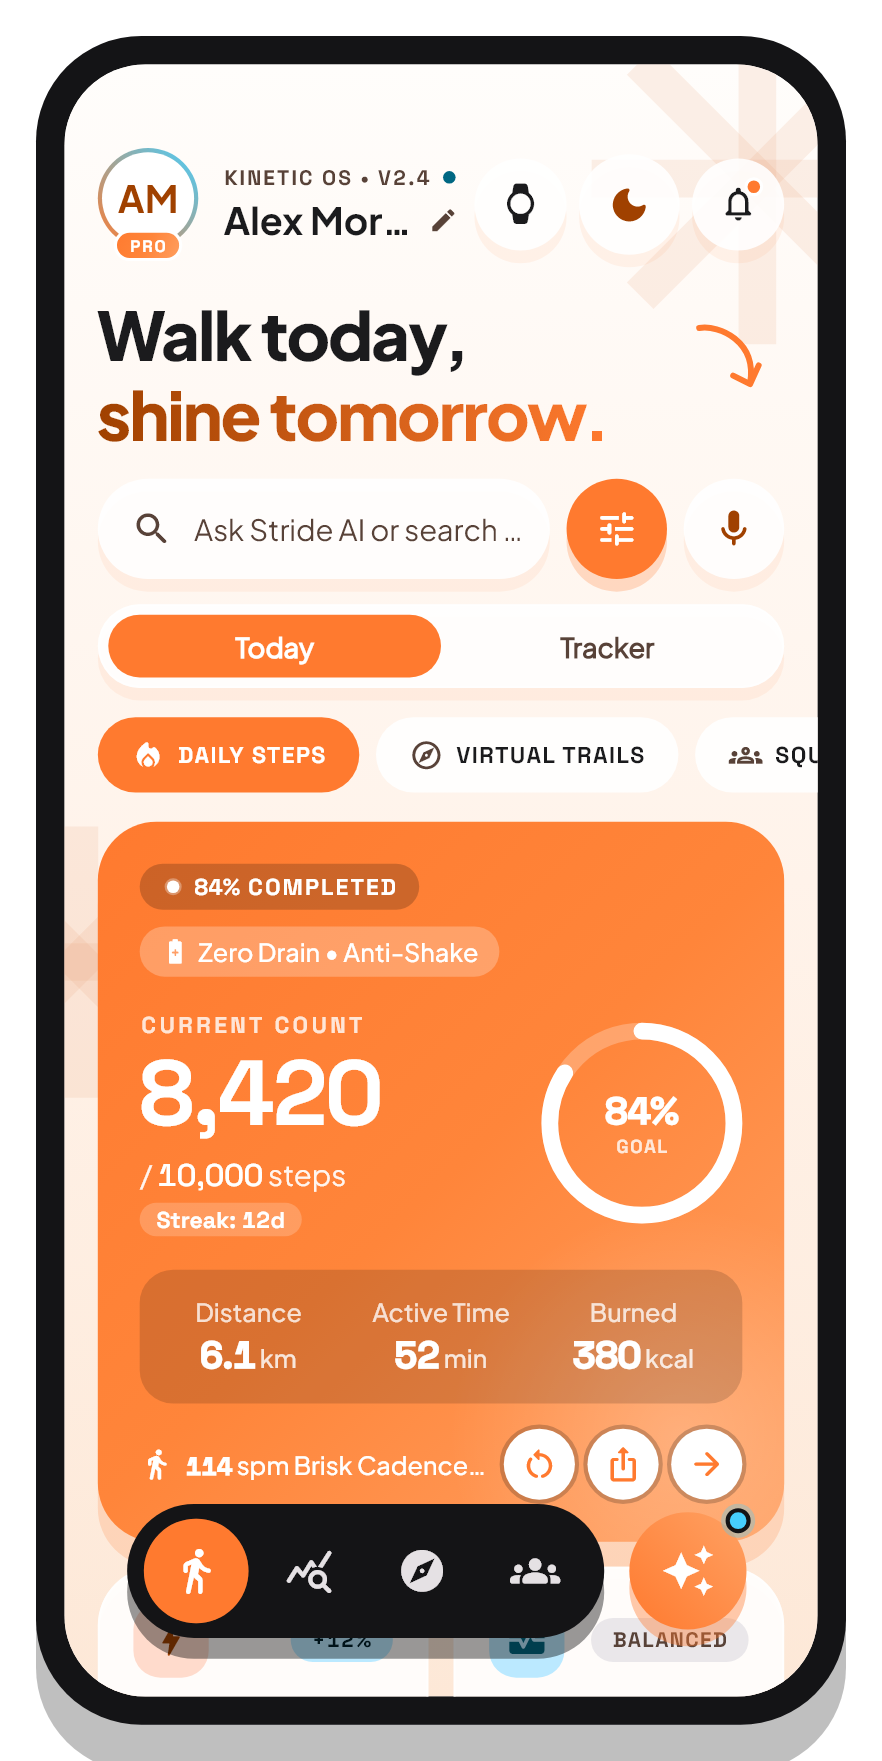 AM
PRO
KINETIC OS • V2.4
Alex Mor...
Walk today,
shine tomorrow.
Ask Stride AI or search ...
Today
Tracker
DAILY STEPS
VIRTUAL TRAILS
SQU
84% COMPLETED
Zero Drain • Anti-Shake
CURRENT COUNT
8,420
/ 10,000 steps
Streak: 12d
84%
GOAL
Distance
Active Time
Burned
6.1 km
52 min
380 kcal
114 spm Brisk Cadence...
+12%
BALANCED